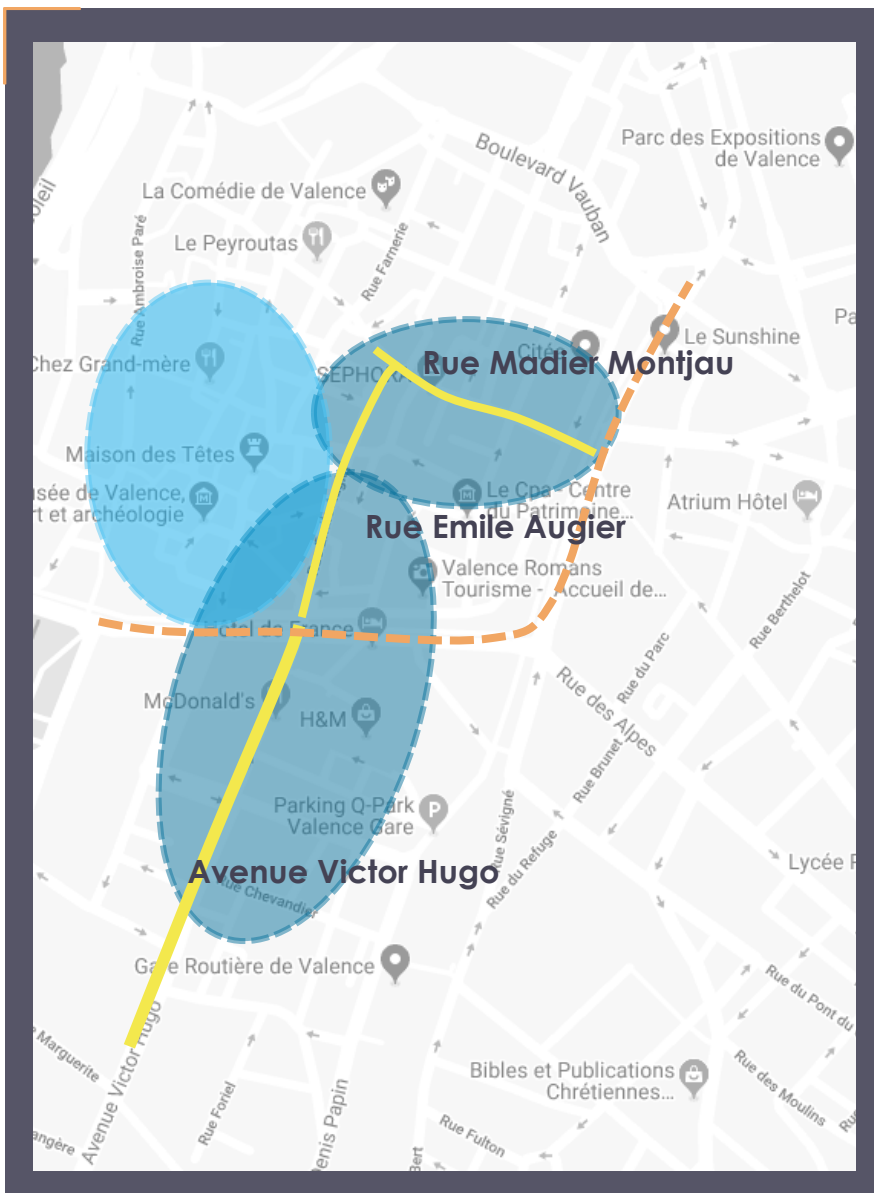 Parc des Expositions
de Valence
Boulevard Vauban
La Comédie de Valence
Rue Ambroise Paré
Le Peyroutas
Rue Farnerie
oleil
Pa
Le Sunshine
Chez Grand-mère
Citéa
SEPHORA
Rue Madier Montjau
Maison des Têtes
usée de Valence,
rt et archéologie
Le Cpa - Centre
du Patrimoine...
Atrium Hôtel
Rue Emile Augier
Valence Romans
Tourisme - Accueil de...
Rue Berthelot
Hôtel de France
Rue du Parc
Rue des Alpes
McDonald's
H&M
Rue Brunet
Parking Q-Park
Valence Gare
Rue Sévigné
Rue du Refuge
Avenue Victor Hugo
Rue Chevandier
Lycée
Gare Routière de Valence
Rue du Pont du
Marguerite
Avenue Victor Hugo
Bibles et Publications
Chrétiennes...
Rue des Moulins
Rue Foriel
Denis Papin
Rue Fulton
angère
Bert